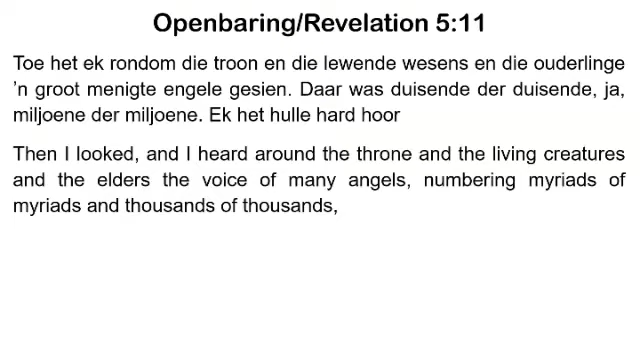 Openbaring/Revelation 5:11
Toe het ek rondom die troon en die lewende wesens en die ouderlinge
’n groot menigte engele gesien. Daar was duisende der duisende, ja,
miljoene der miljoene. Ek het hulle hard hoor
Then I looked, and I heard around the throne and the living creatures
and the elders the voice of many angels, numbering myriads of
myriads and thousands of thousands,